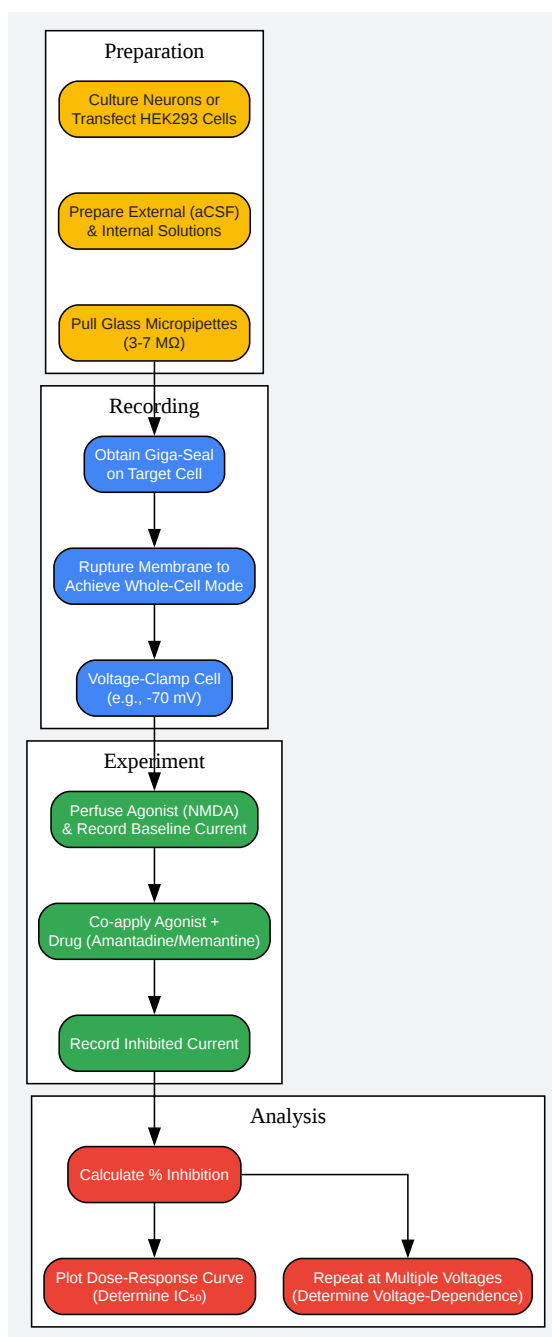 Preparation
Culture Neurons or
Transfect HEK293 Cells
Prepare External (aCSF)
& Internal Solutions
Pull Glass Micropipettes
(3-7 MΩ)
Recording
Obtain Giga-Seal
on Target Cell
Rupture Membrane to
Achieve Whole-Cell Mode
Voltage-Clamp Cell
(e.g., -70 mV)
Experiment
Perfuse Agonist (NMDA)
& Record Baseline Current
Co-apply Agonist +
Drug (Amantadine/Memantine)
Record Inhibited Current
Analysis
Calculate % Inhibition
Plot Dose-Response Curve
(Determine IC₅₀)
Repeat at Multiple Voltages
(Determine Voltage-Dependence)